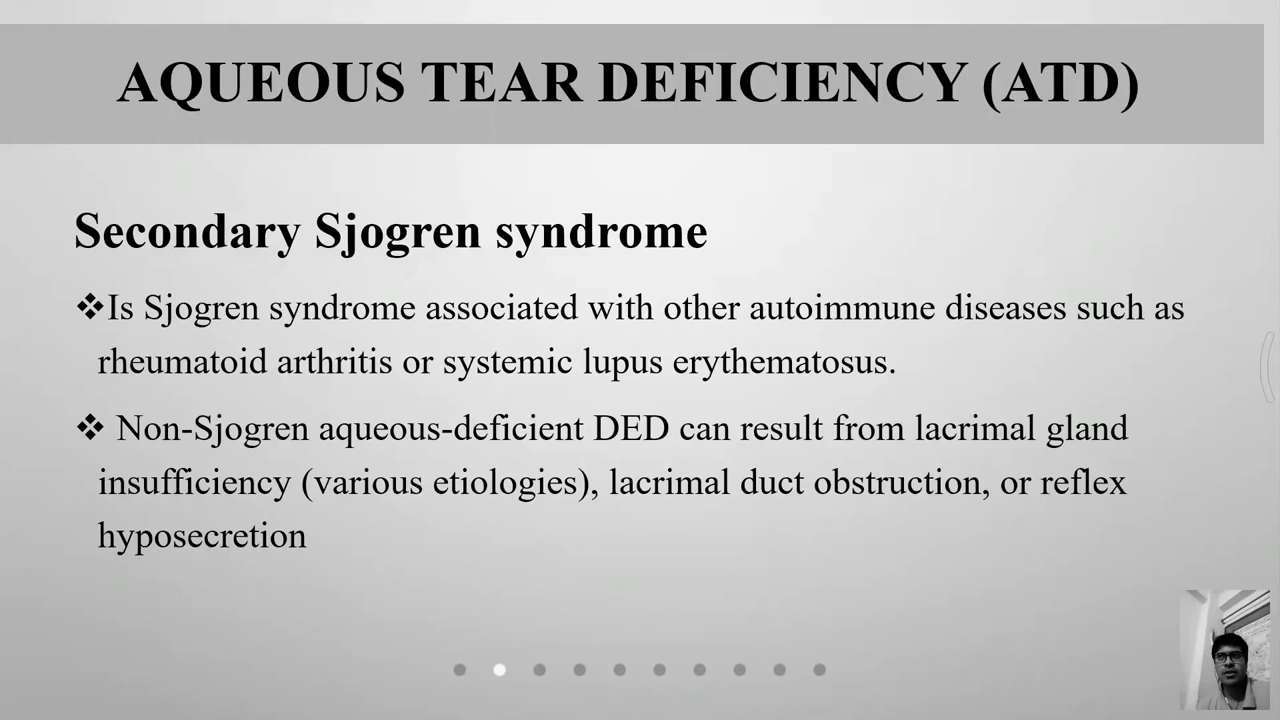 AQUEOUS TEAR DEFICIENCY (ATD)
Secondary Sjogren syndrome
❖Is Sjogren syndrome associated with other autoimmune diseases such as
rheumatoid arthritis or systemic lupus erythematosus.
❖ Non-Sjogren aqueous-deficient DED can result from lacrimal gland
insufficiency (various etiologies), lacrimal duct obstruction, or reflex
hyposecretion